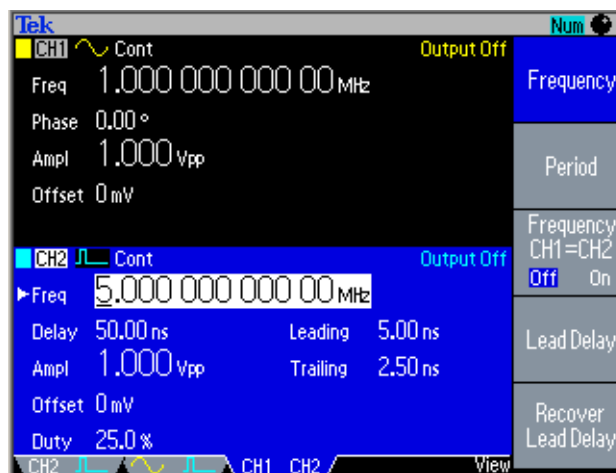 Tek Num
CH1 Cont Output Off
Freq 1.000 000 000 00 MHz
Phase 0.00 °
Ampl 1.000 Vpp
Offset 0 mV
CH2 Cont Output Off
Freq 5.000 000 000 00 MHz
Delay 50.00 ns Leading 5.00 ns
Ampl 1.000 Vpp Trailing 2.50 ns
Offset 0 mV
Duty 25.0 %
CH2 CH1 CH2 View
Frequency
Period
Frequency
CH1=CH2
Off On
Lead Delay
Recover
Lead Delay